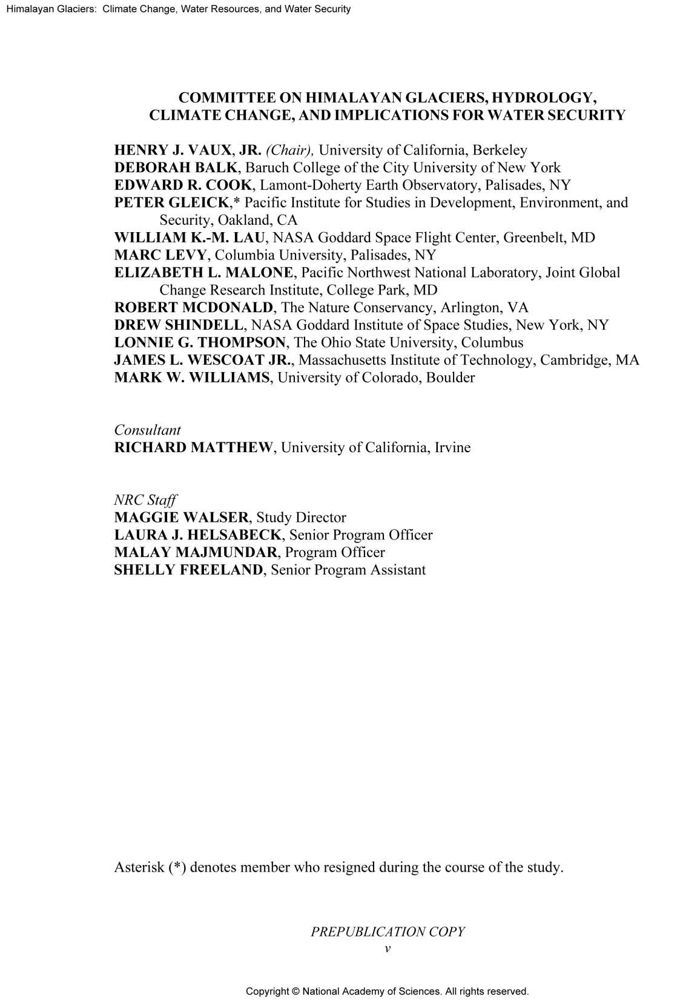 Himalayan Glaciers:  Climate Change, Water Resources, and Water Security
COMMITTEE ON HIMALAYAN GLACIERS, HYDROLOGY,
CLIMATE CHANGE, AND IMPLICATIONS FOR WATER SECURITY
HENRY J. VAUX, JR. (Chair), University of California, Berkeley
DEBORAH BALK, Baruch College of the City University of New York
EDWARD R. COOK, Lamont-Doherty Earth Observatory, Palisades, NY
PETER GLEICK,* Pacific Institute for Studies in Development, Environment, and
Security, Oakland, CA
WILLIAM K.-M. LAU, NASA Goddard Space Flight Center, Greenbelt, MD
MARC LEVY, Columbia University, Palisades, NY
ELIZABETH L. MALONE, Pacific Northwest National Laboratory, Joint Global
Change Research Institute, College Park, MD
ROBERT MCDONALD, The Nature Conservancy, Arlington, VA
DREW SHINDELL, NASA Goddard Institute of Space Studies, New York, NY
LONNIE G. THOMPSON, The Ohio State University, Columbus
JAMES L. WESCOAT JR., Massachusetts Institute of Technology, Cambridge, MA
MARK W. WILLIAMS, University of Colorado, Boulder
Consultant
RICHARD MATTHEW, University of California, Irvine
NRC Staff
MAGGIE WALSER, Study Director
LAURA J. HELSABECK, Senior Program Officer
MALAY MAJMUNDAR, Program Officer
SHELLY FREELAND, Senior Program Assistant
Asterisk (*) denotes member who resigned during the course of the study.
PREPUBLICATION COPY
v
Copyright © National Academy of Sciences. All rights reserved.